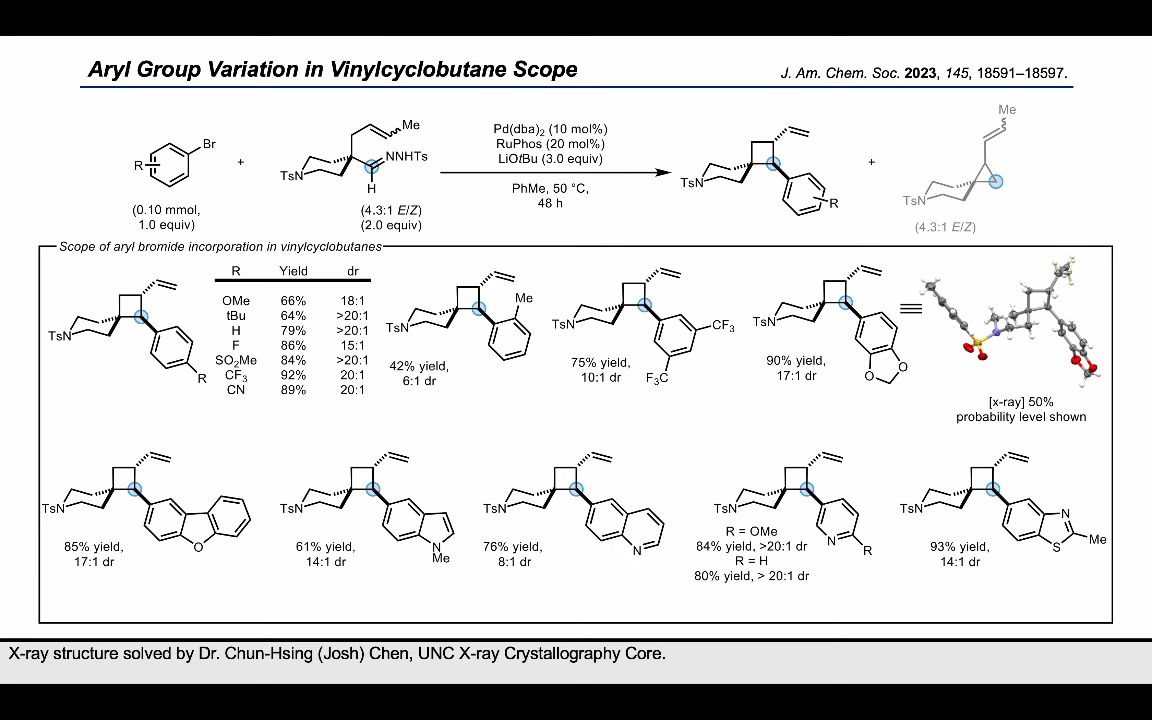 Aryl Group Variation in Vinylcyclobutane Scope
J. Am. Chem. Soc. 2023, 145, 18591–18597.
R
Br
(0.10 mmol,
1.0 equiv)
+
Me
NNHTs
TsN
H
(4.3:1 E/Z)
(2.0 equiv)
Pd(dba)2 (10 mol%)
RuPhos (20 mol%)
LiOtBu (3.0 equiv)
PhMe, 50 °C,
48 h
TsN
R
+
Me
TsN
(4.3:1 E/Z)
Scope of aryl bromide incorporation in vinylcyclobutanes
TsN
R
R Yield dr
OMe 66% 18:1
tBu 64% >20:1
H 79% >20:1
F 86% 15:1
SO2Me 84% >20:1
CF3 92% 20:1
CN 89% 20:1
TsN
Me
42% yield,
6:1 dr
TsN
CF3
F3C
75% yield,
10:1 dr
TsN
O
O
90% yield,
17:1 dr
[x-ray] 50%
probability level shown
TsN
O
85% yield,
17:1 dr
TsN
N
Me
61% yield,
14:1 dr
TsN
N
76% yield,
8:1 dr
TsN
N
R
R = OMe
84% yield, >20:1 dr
R = H
80% yield, > 20:1 dr
TsN
N
S
Me
93% yield,
14:1 dr
X-ray structure solved by Dr. Chun-Hsing (Josh) Chen, UNC X-ray Crystallography Core.